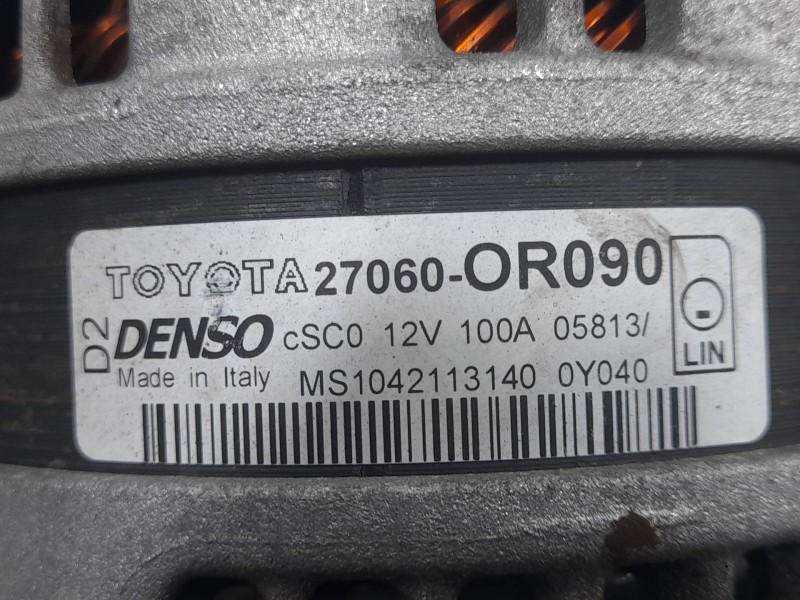 TOYOTA 27060-OR090
D2
DENSO cSC0 12V 100A 05813/
LIN
Made in Italy MS1042113140 0Y040